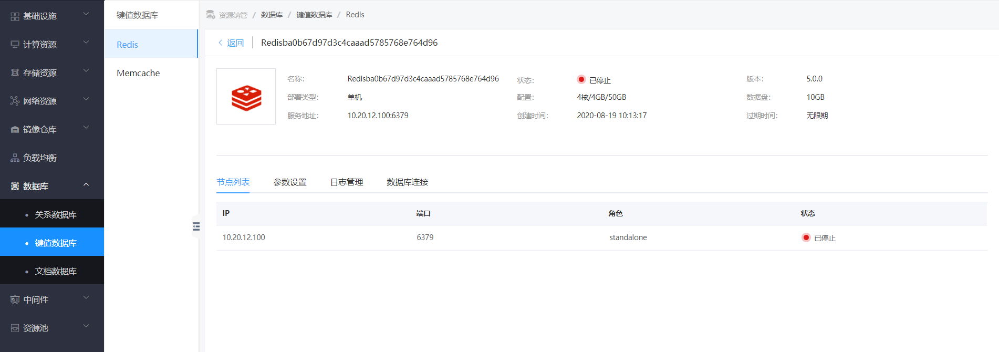 基础设施
计算资源
存储资源
网络资源
镜像仓库
负载均衡
数据库
关系数据库
键值数据库
文档数据库
中间件
资源池
键值数据库
Redis
Memcache
资源纳管 / 数据库 / 键值数据库 / Redis
返回 Redisba0b67d97d3c4caaad5785768e764d96
名称： Redisba0b67d97d3c4caaad5785768e764d96 状态： 已停止 版本： 5.0.0
部署类型： 单机 配置： 4核/4GB/50GB 数据盘： 10GB
服务地址： 10.20.12.100:6379 创建时间： 2020-08-19 10:13:17 过期时间： 无限期
节点列表 参数设置 日志管理 数据库连接
IP 端口 角色 状态
10.20.12.100 6379 standalone 已停止